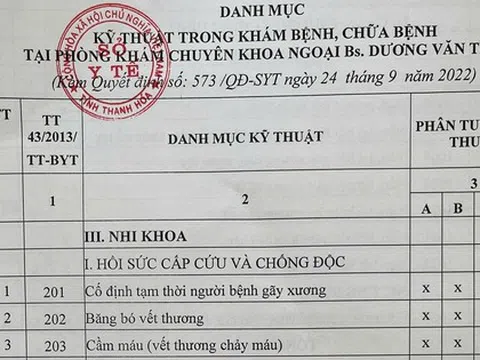 DANH MỤC
KỸ THUẬT TRONG KHÁM BỆNH, CHỮA BỆNH
TẠI PHÒNG KHÁM CHUYÊN KHOA NGOẠI Bs. DƯƠNG VĂN
(Kèm Quyết định số: 573 /QĐ-SYT ngày 24 tháng 9 năm 2022)
SỞ
Y TẾ
TỈNH THANH HÓA
TT
TT
43/2013/
TT-BYT
DANH MỤC KỸ THUẬT
PHÂN
1
2
3
A B
III. NHI KHOA
I. HỒI SỨC CẤP CỨU VÀ CHỐNG ĐỘC
1 201 Cố định tạm thời người bệnh gãy xương x x
2 202 Băng bó vết thương x x
3 203 Cầm máu (vết thương chảy máu) x x